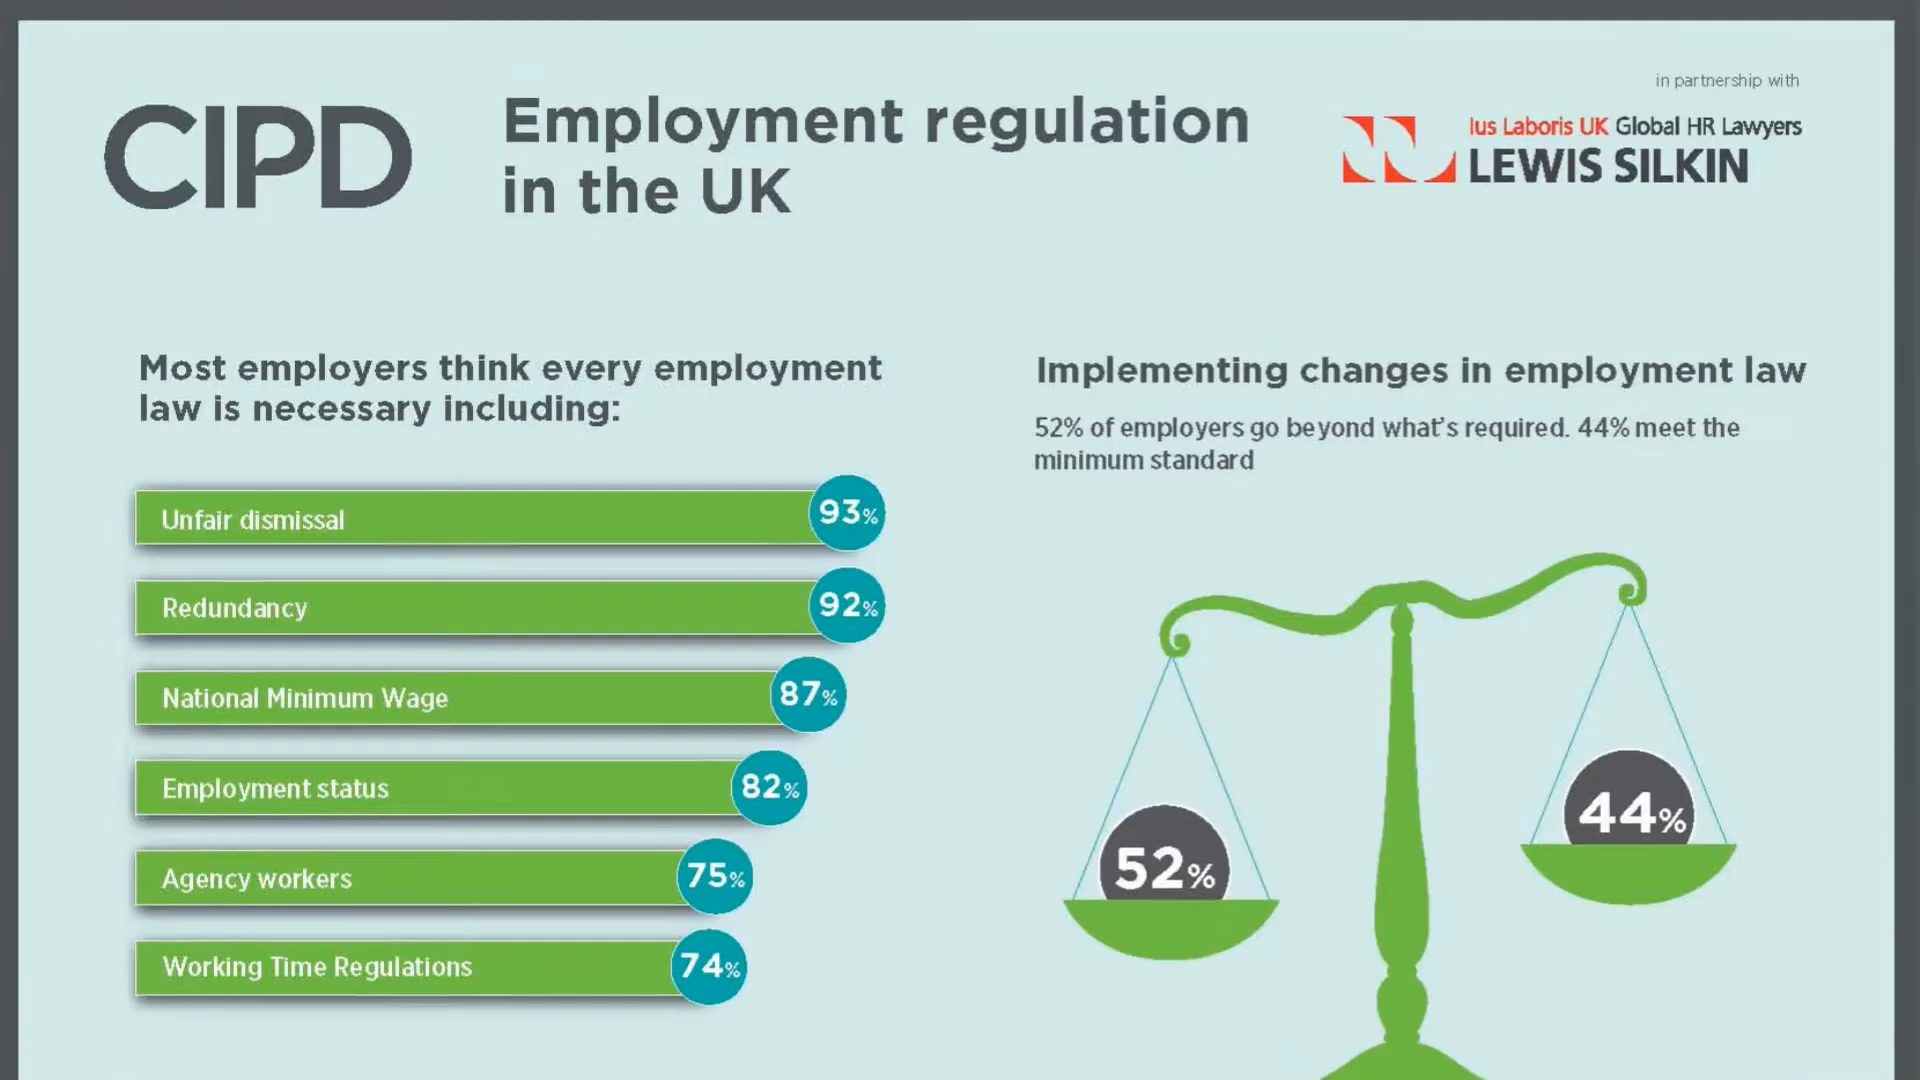 CIPD
Employment regulation
in the UK
in partnership with
Ius Laboris UK Global HR Lawyers
LEWIS SILKIN
Most employers think every employment
law is necessary including:
Unfair dismissal 93%
Redundancy 92%
National Minimum Wage 87%
Employment status 82%
Agency workers 75%
Working Time Regulations 74%
Implementing changes in employment law
52% of employers go beyond what's required. 44% meet the
minimum standard
52%
44%